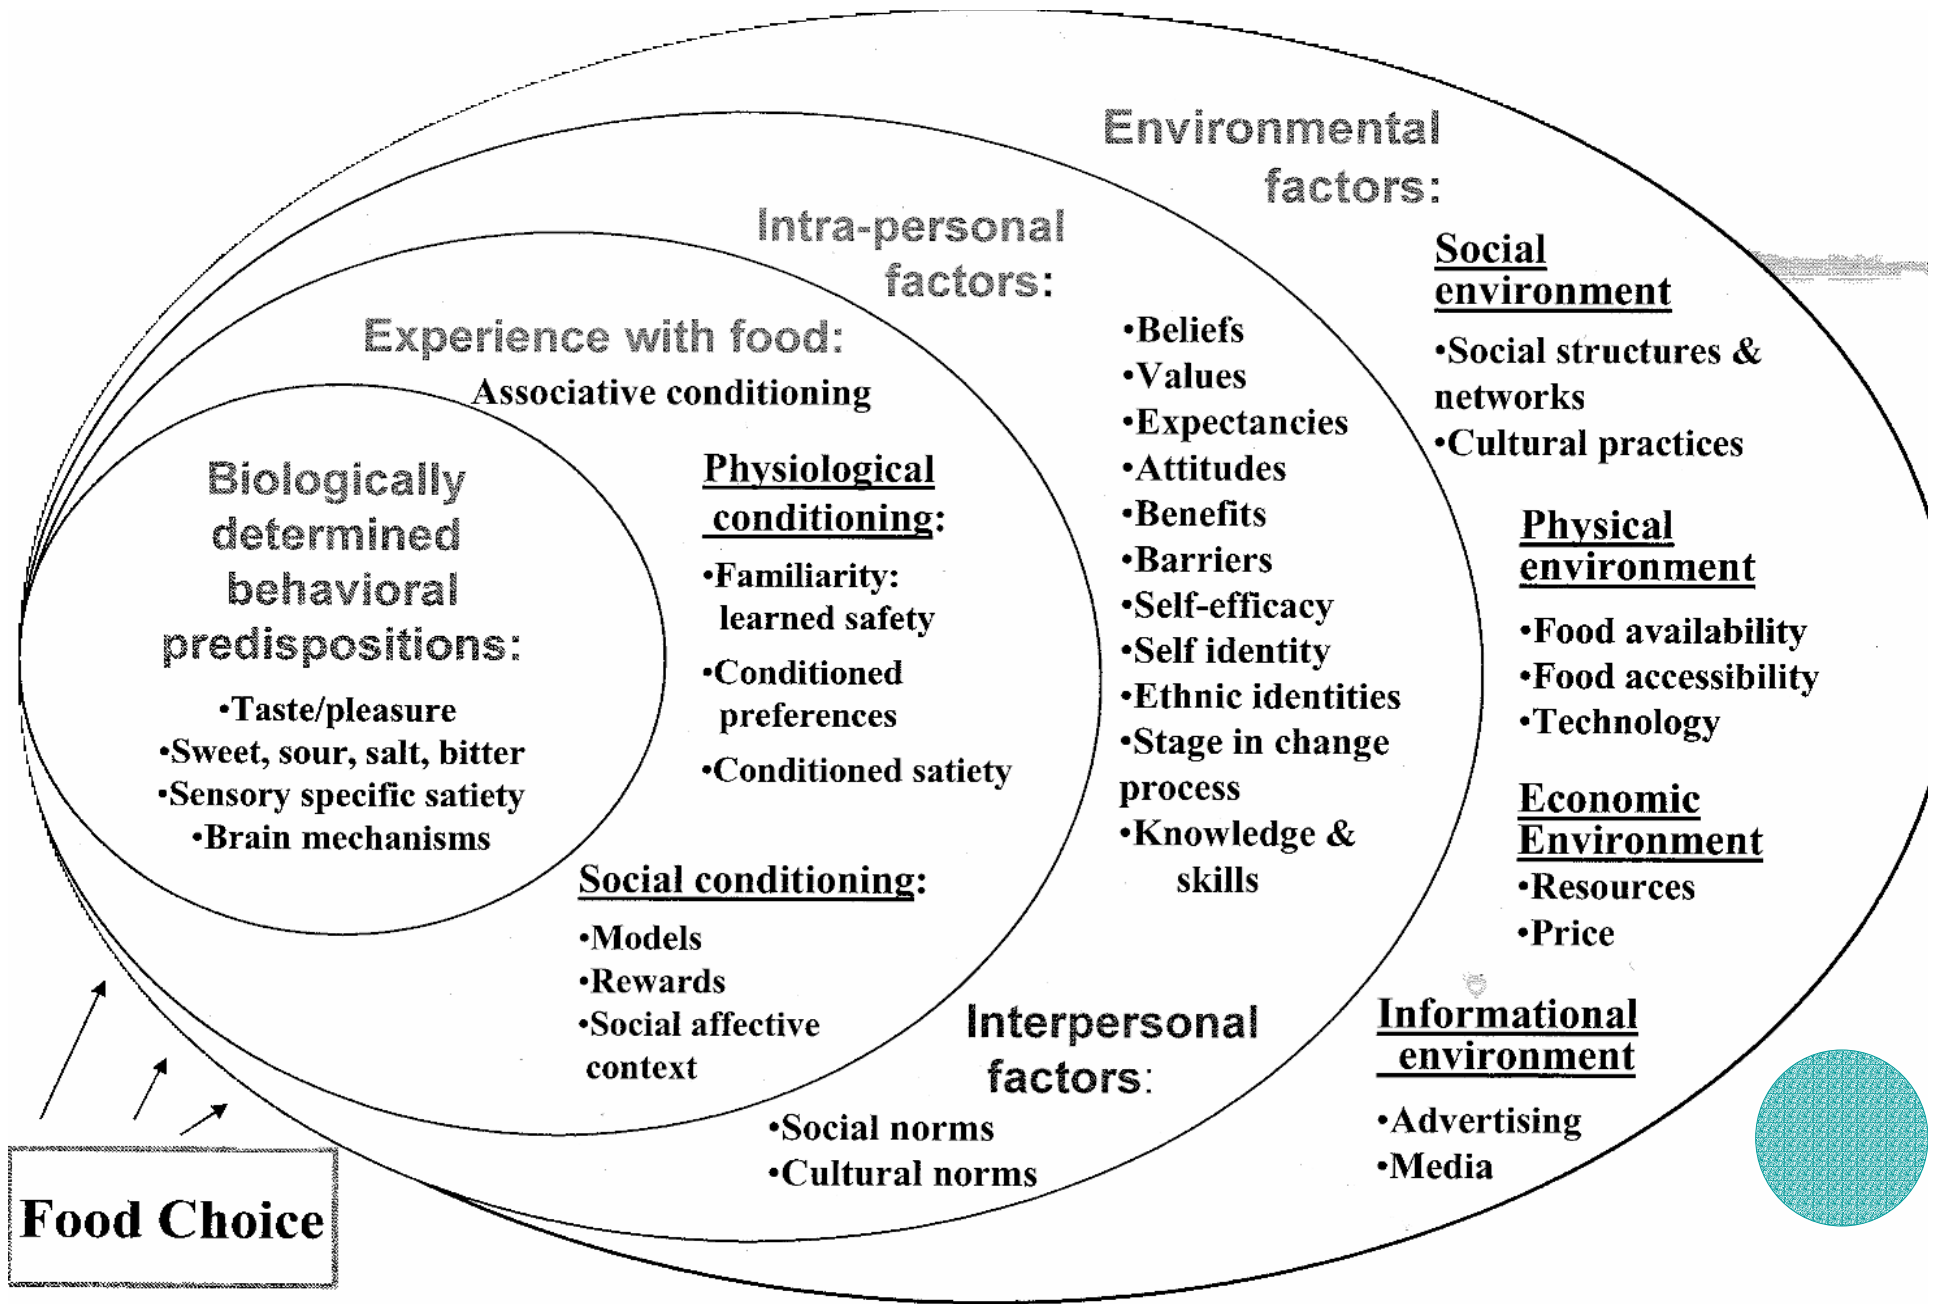 Environmental
factors:
Social
environment
•Social structures &
networks
•Cultural practices
Physical
environment
•Food availability
•Food accessibility
•Technology
Economic
Environment
•Resources
•Price
Informational
environment
•Advertising
•Media
Intra-personal
factors:
•Beliefs
•Values
•Expectancies
•Attitudes
•Benefits
•Barriers
•Self-efficacy
•Self identity
•Ethnic identities
•Stage in change
process
•Knowledge &
skills
Interpersonal
factors:
•Social norms
•Cultural norms
Experience with food:
Associative conditioning
Physiological
conditioning:
•Familiarity:
learned safety
•Conditioned
preferences
•Conditioned satiety
Social conditioning:
•Models
•Rewards
•Social affective
context
Biologically
determined
behavioral
predispositions:
•Taste/pleasure
•Sweet, sour, salt, bitter
•Sensory specific satiety
•Brain mechanisms
Food Choice